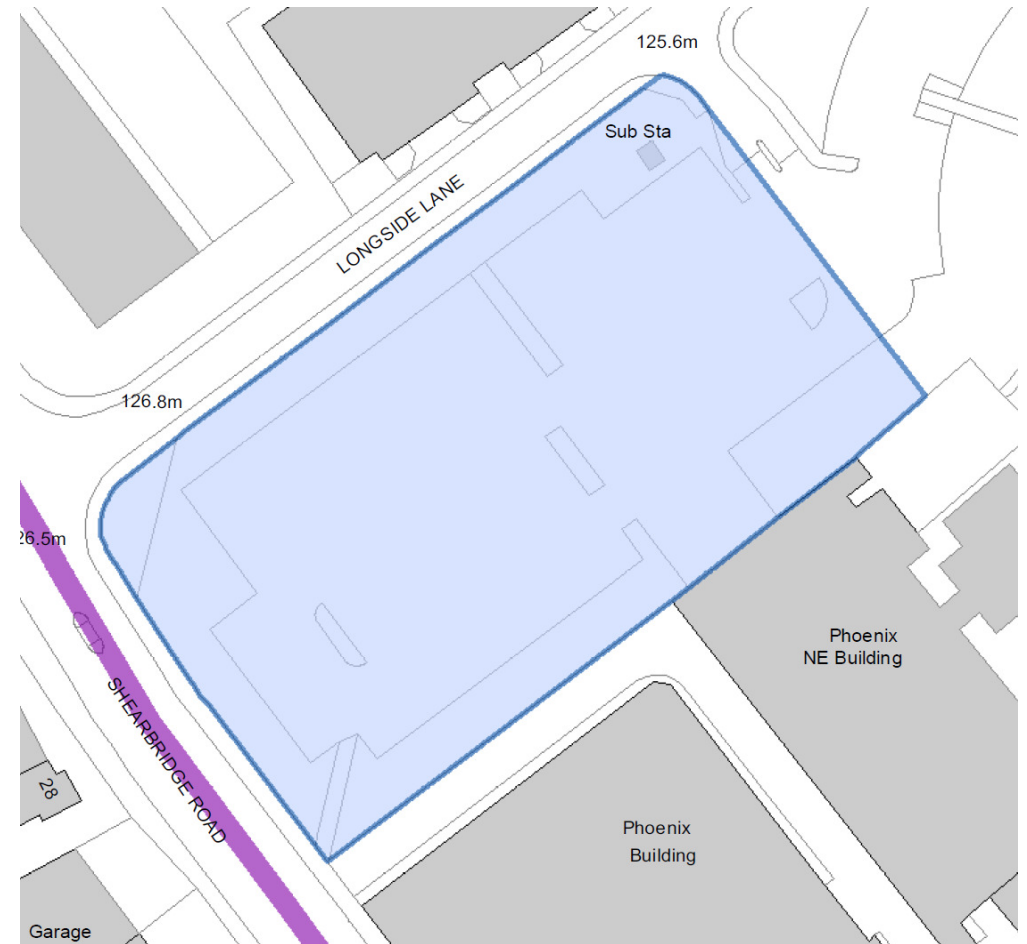 125.6m
Sub Sta
LONGSIDE LANE
126.8m
26.5m
Phoenix
NE Building
SHEARBRIDGE ROAD
28
Phoenix
Building
Garage